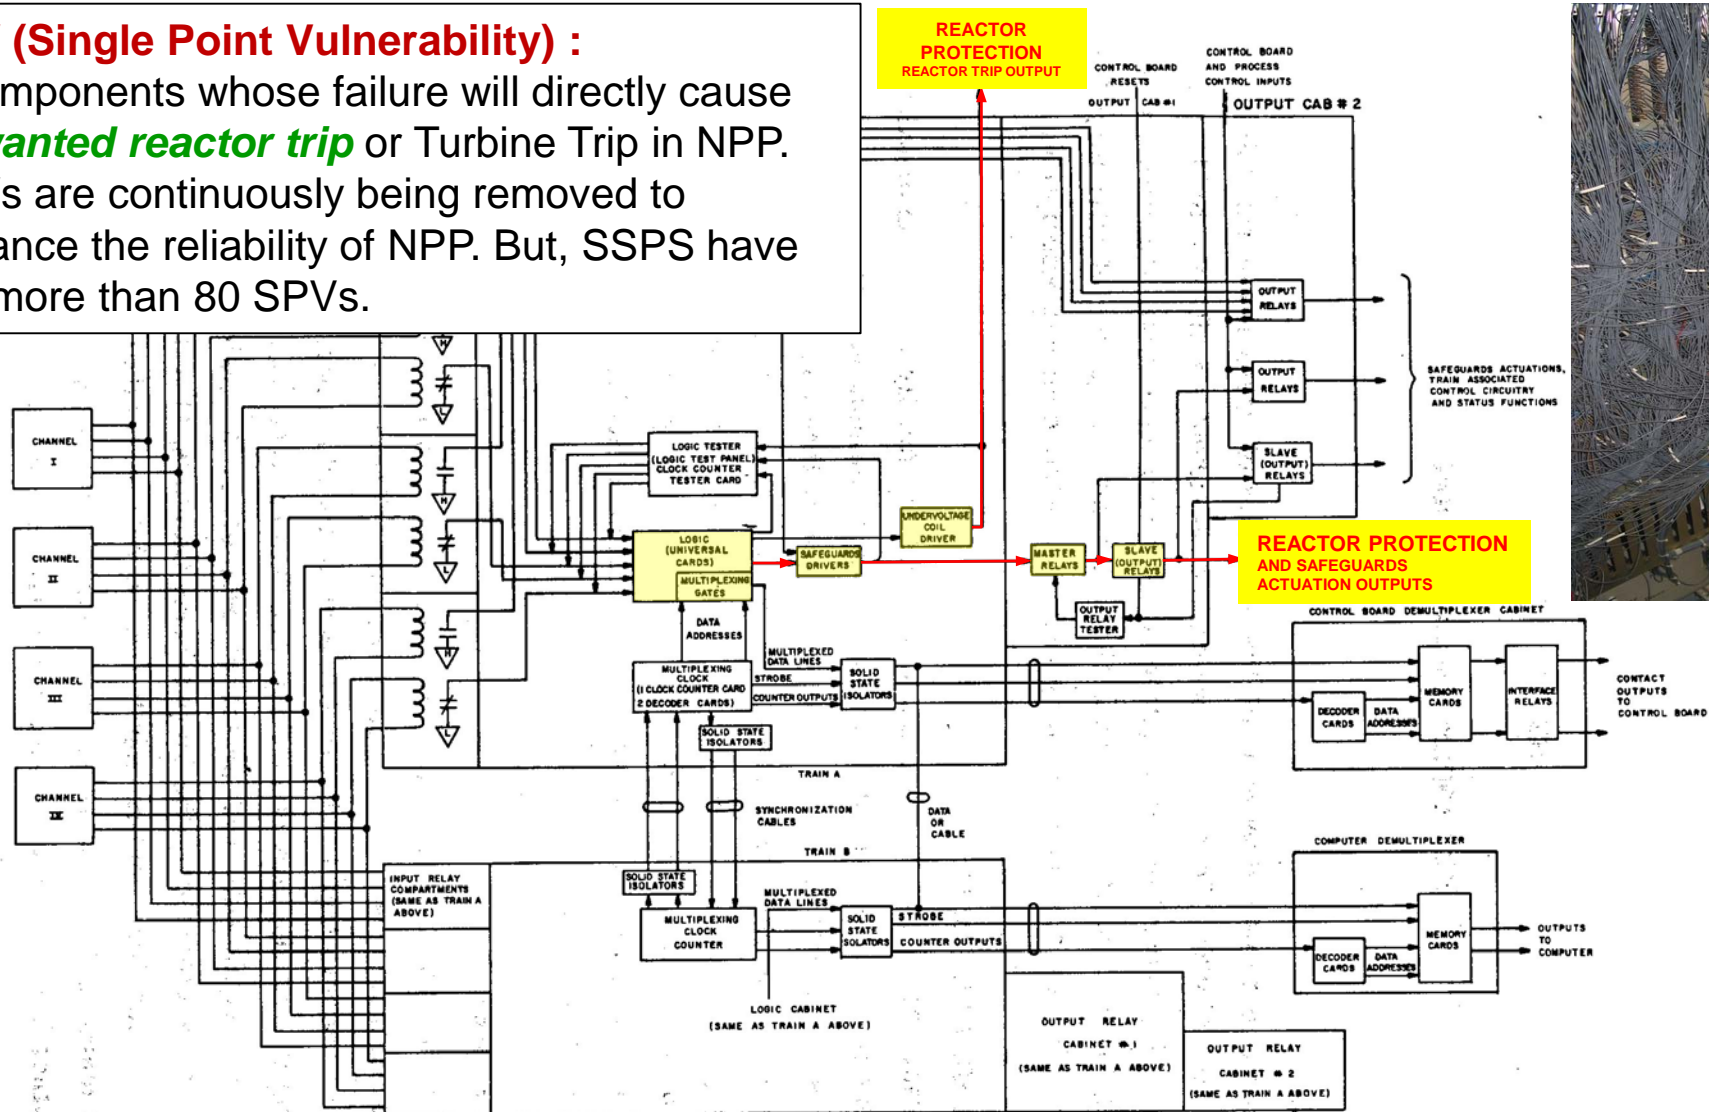 (Single Point Vulnerability) :
mponents whose failure will directly cause
wanted reactor trip or Turbine Trip in NPP.
s are continuously being removed to
ance the reliability of NPP. But, SSPS have
more than 80 SPVs.
REACTOR
PROTECTION
REACTOR TRIP OUTPUT
CONTROL BOARD
RESETS
OUTPUT CAB #1
CONTROL BOARD
AND PROCESS
CONTROL INPUTS
OUTPUT CAB # 2
OUTPUT
RELAYS
OUTPUT
RELAYS
SLAVE
(OUTPUT)
RELAYS
SAFEGUARDS ACTUATIONS,
TRAIN ASSOCIATED
CONTROL CIRCUITRY
AND STATUS FUNCTIONS
CHANNEL
I
CHANNEL
II
CHANNEL
III
CHANNEL
IV
H
L
H
L
H
L
LOGIC TESTER
(LOGIC TEST PANEL)
CLOCK COUNTER
TESTER CARD
LOGIC
(UNIVERSAL
CARDS)
MULTIPLEXING
GATES
SAFEGUARDS
DRIVERS
UNDERVOLTAGE
COIL
DRIVER
MASTER
RELAYS
SLAVE
(OUTPUT)
RELAYS
REACTOR PROTECTION
AND SAFEGUARDS
ACTUATION OUTPUTS
OUTPUT
RELAY
TESTER
DATA
ADDRESSES
MULTIPLEXING
CLOCK
(1 CLOCK COUNTER CARD
2 DECODER CARDS)
MULTIPLEXED
DATA LINES
STROBE
COUNTER OUTPUTS
SOLID
STATE
ISOLATORS
SOLID STATE
ISOLATORS
CONTROL BOARD DEMULTIPLEXER CABINET
DECODER
CARDS
DATA
ADDRESSES
MEMORY
CARDS
INTERFACE
RELAYS
CONTACT
OUTPUTS
TO
CONTROL BOARD
TRAIN A
SYNCHRONIZATION
CABLES
DATA
OR
CABLE
TRAIN B
INPUT RELAY
COMPARTMENTS
(SAME AS TRAIN A
ABOVE)
SOLID STATE
ISOLATORS
MULTIPLEXING
CLOCK
COUNTER
MULTIPLEXED
DATA LINES
SOLID
STATE
ISOLATORS
STROBE
COUNTER OUTPUTS
LOGIC CABINET
(SAME AS TRAIN A ABOVE)
COMPUTER DEMULTIPLEXER
DECODER
CARDS
DATA
ADDRESSES
MEMORY
CARDS
OUTPUTS
TO
COMPUTER
OUTPUT RELAY
CABINET #1
(SAME AS TRAIN A ABOVE)
OUTPUT RELAY
CABINET # 2
(SAME AS TRAIN A ABOVE)